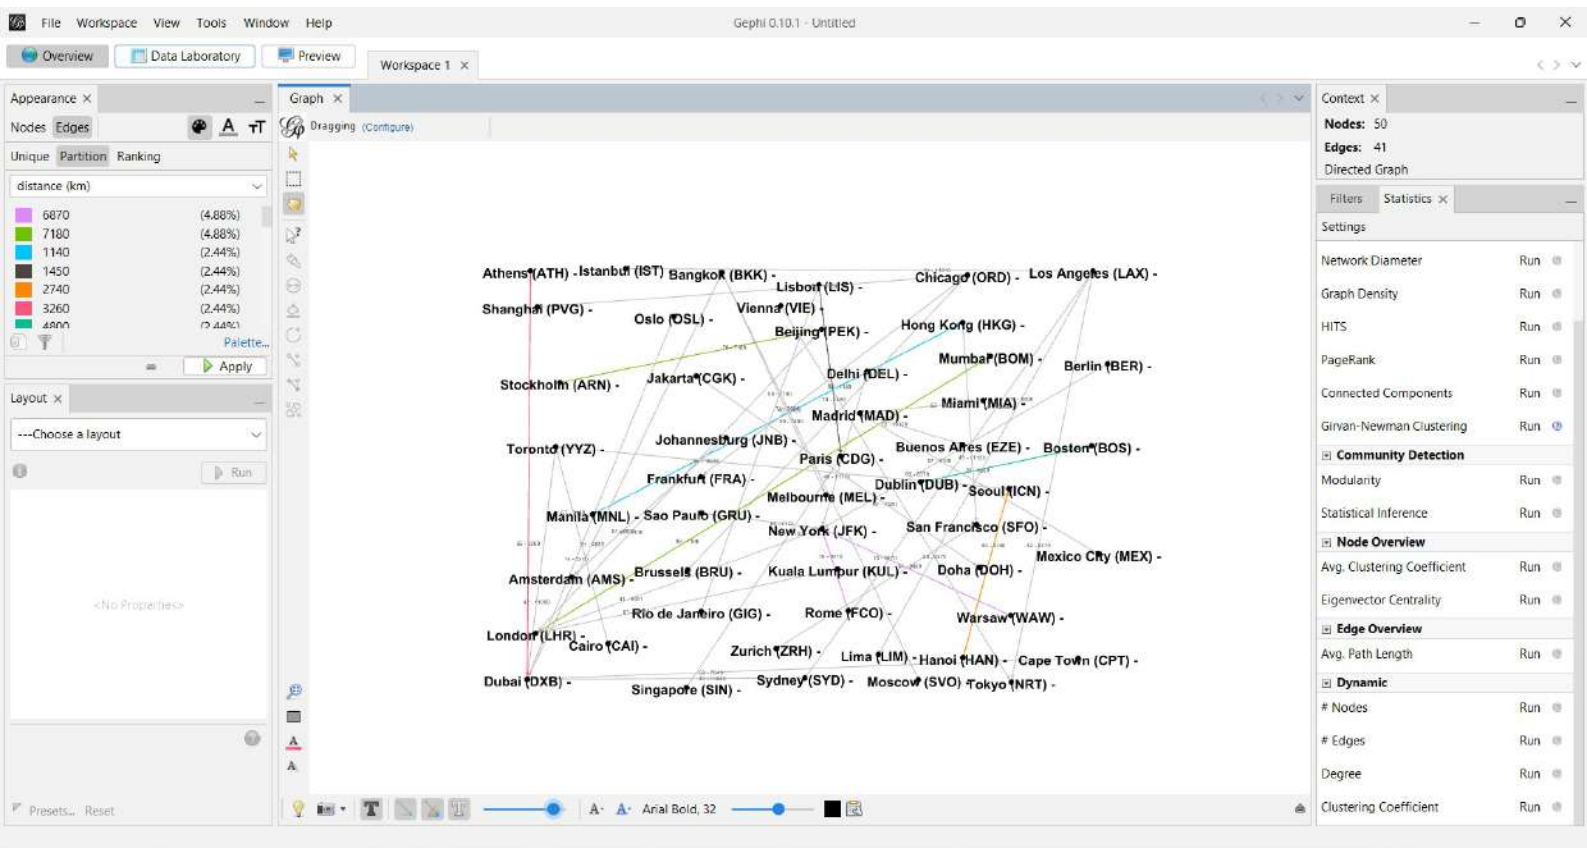 File Workspace View Tools Window Help
Gephi 0.10.1 - Untitled
Overview Data Laboratory Preview
Workspace 1
Appearance
Nodes Edges
Unique Partition Ranking
distance (km)
6870 (4.88%)
7180 (4.88%)
1140 (2.44%)
1450 (2.44%)
2740 (2.44%)
3260 (2.44%)
4800 (2.44%)
Palette...
Apply
Layout
---Choose a layout
Run
<No Properties>
Presets... Reset
Graph
Dragging (Configure)
Athens (ATH) -
Istanbul (IST)
Bangkok (BKK) -
Lisbon (LIS) -
Chicago (ORD) -
Los Angeles (LAX) -
Shanghai (PVG) -
Oslo (OSL) -
Vienna (VIE)
Beijing (PEK) -
Hong Kong (HKG) -
Stockholm (ARN) -
Jakarta (CGK) -
Delhi (DEL) -
Mumbai (BOM) -
Berlin (BER) -
Madrid (MAD) -
Miami (MIA) -
Toronto (YYZ) -
Johannesburg (JNB) -
Paris (CDG) -
Buenos Aires (EZE) -
Boston (BOS) -
Frankfurt (FRA) -
Melbourne (MEL) -
Dublin (DUB) -
Seoul (ICN) -
Manila (MNL) -
Sao Paulo (GRU) -
New York (JFK) -
San Francisco (SFO) -
Mexico City (MEX) -
Amsterdam (AMS) -
Brussels (BRU) -
Kuala Lumpur (KUL) -
Doha (DOH) -
Rio de Janeiro (GIG) -
Rome (FCO) -
Warsaw (WAW) -
London (LHR) -
Cairo (CAI) -
Zurich (ZRH) -
Lima (LIM) -
Hanoi (HAN) -
Cape Town (CPT) -
Dubai (DXB) -
Singapore (SIN) -
Sydney (SYD) -
Moscow (SVO) -
Tokyo (NRT) -
A- A- Arial Bold, 32
Context
Nodes: 50
Edges: 41
Directed Graph
Filters Statistics
Settings
Network Diameter Run
Graph Density Run
HITS Run
PageRank Run
Connected Components Run
Girvan-Newman Clustering Run
Community Detection
Modularity Run
Statistical Inference Run
Node Overview
Avg. Clustering Coefficient Run
Eigenvector Centrality Run
Edge Overview
Avg. Path Length Run
Dynamic
# Nodes Run
# Edges Run
Degree Run
Clustering Coefficient Run